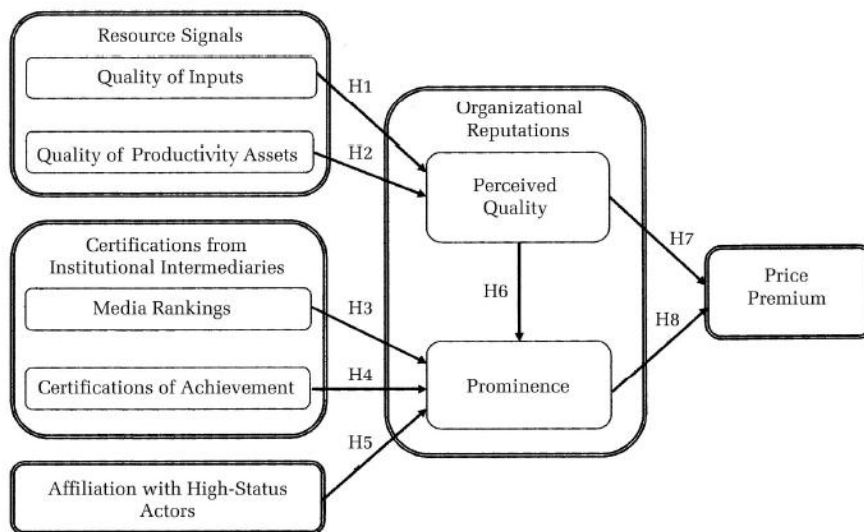 Resource Signals
Quality of Inputs
Quality of Productivity Assets
H1
H2
Organizational
Reputations
Perceived
Quality
H7
Certifications from
Institutional Intermediaries
Media Rankings
H3
H6
Price
Premium
H8
Certifications of Achievement
H4
Prominence
H5
Affiliation with High-Status
Actors